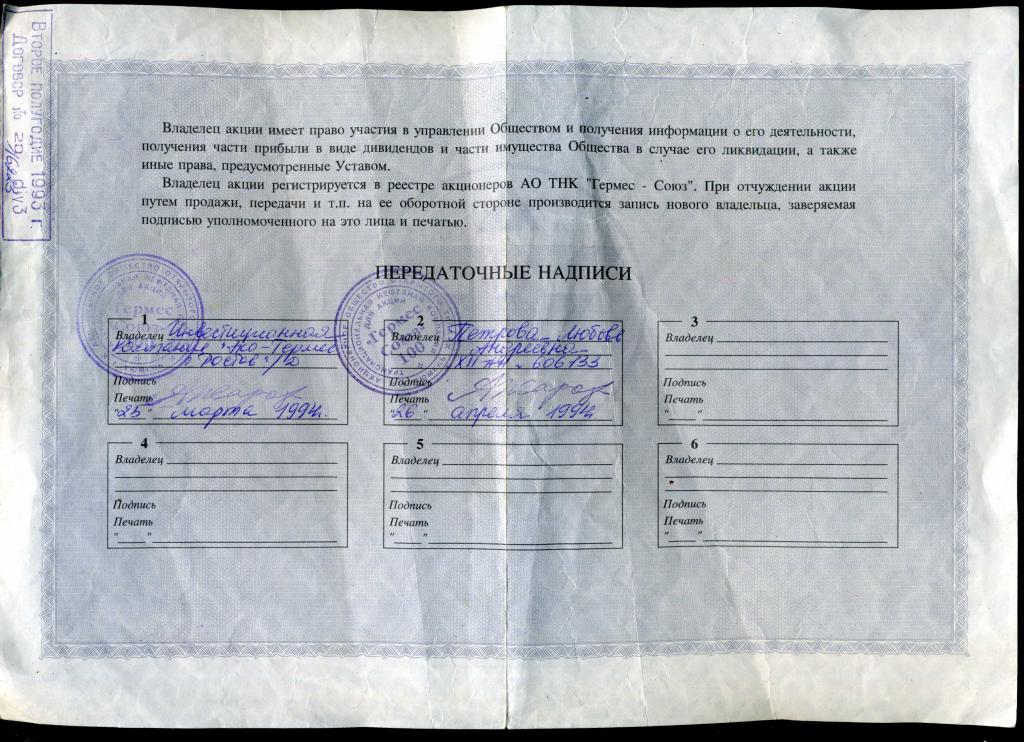 Второе полугодие 1993 г.
Договор №
Владелец акции имеет право участия в управлении Обществом и получения информации о его деятельности,
получения части прибыли в виде дивидендов и части имущества Общества в случае его ликвидации, а также
иные права, предусмотренные Уставом.
Владелец акции регистрируется в реестре акционеров АО ТНК "Гермес - Союз". При отчуждении акции
путем продажи, передачи и т.п. на ее оборотной стороне производится запись нового владельца, заверяемая
подписью уполномоченного на это лица и печатью.
ПЕРЕДАТОЧНЫЕ НАДПИСИ
1
Владелец Инвестиционная
компания
г. Ростов
Подпись
Печать
"25" марта 1994г.
2
Владелец Петрова Любовь
Андреевна
606733
Подпись
Печать
"26" апреля 1994г.
Гермес
Союз
100
ДЛЯ АКЦИЙ
3
Владелец
Подпись
Печать
" "
4
Владелец
Подпись
Печать
" "
5
Владелец
Подпись
Печать
" "
6
Владелец
Подпись
Печать
" "